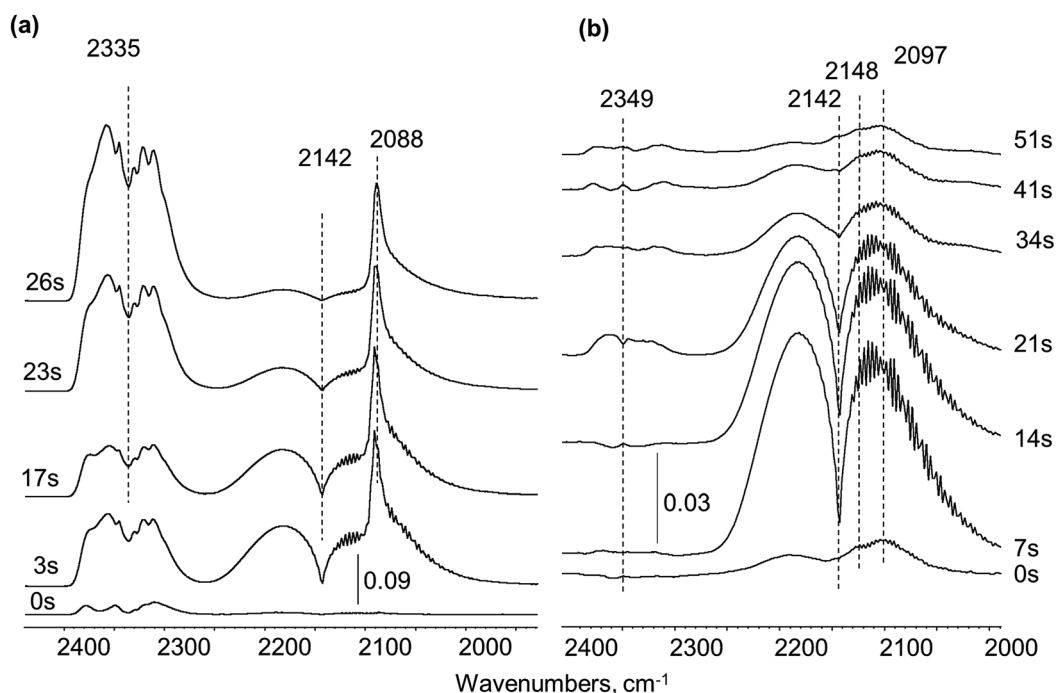 (a)
2335
2142
2088
26s
23s
17s
3s
0s
0.09
2400
2300
2200
2100
2000
(b)
2349
2142
2148
2097
51s
41s
34s
21s
14s
7s
0s
0.03
2400
2300
2200
2100
2000
Wavenumbers, cm-1